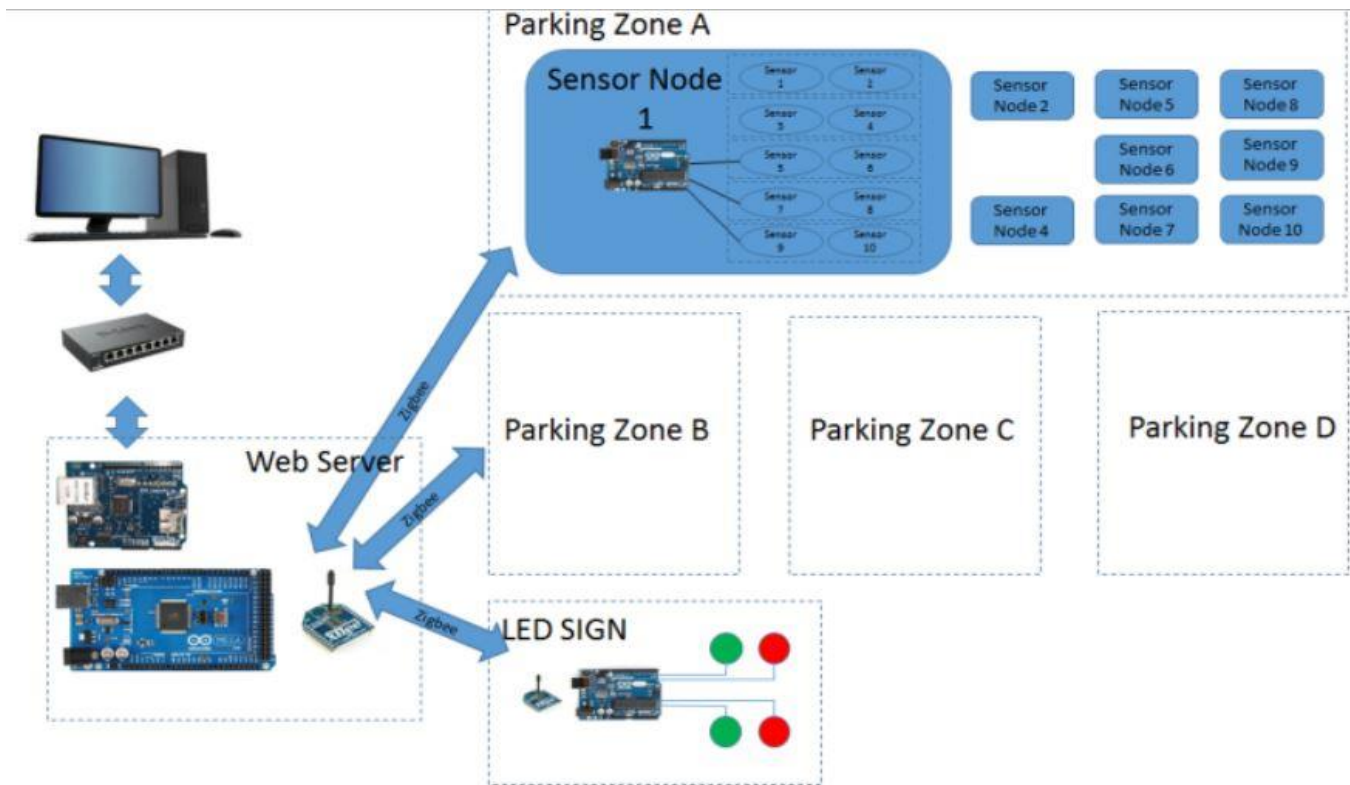 Parking Zone A
Sensor Node
1
Sensor
1
Sensor
2
Sensor
3
Sensor
4
Sensor
5
Sensor
6
Sensor
7
Sensor
8
Sensor
9
Sensor
10
Sensor
Node 2
Sensor
Node 5
Sensor
Node 8
Sensor
Node 6
Sensor
Node 9
Sensor
Node 4
Sensor
Node 7
Sensor
Node 10
Zigbee
Parking Zone B
Parking Zone C
Parking Zone D
Web Server
Zigbee
Zigbee
LED SIGN
MEGA